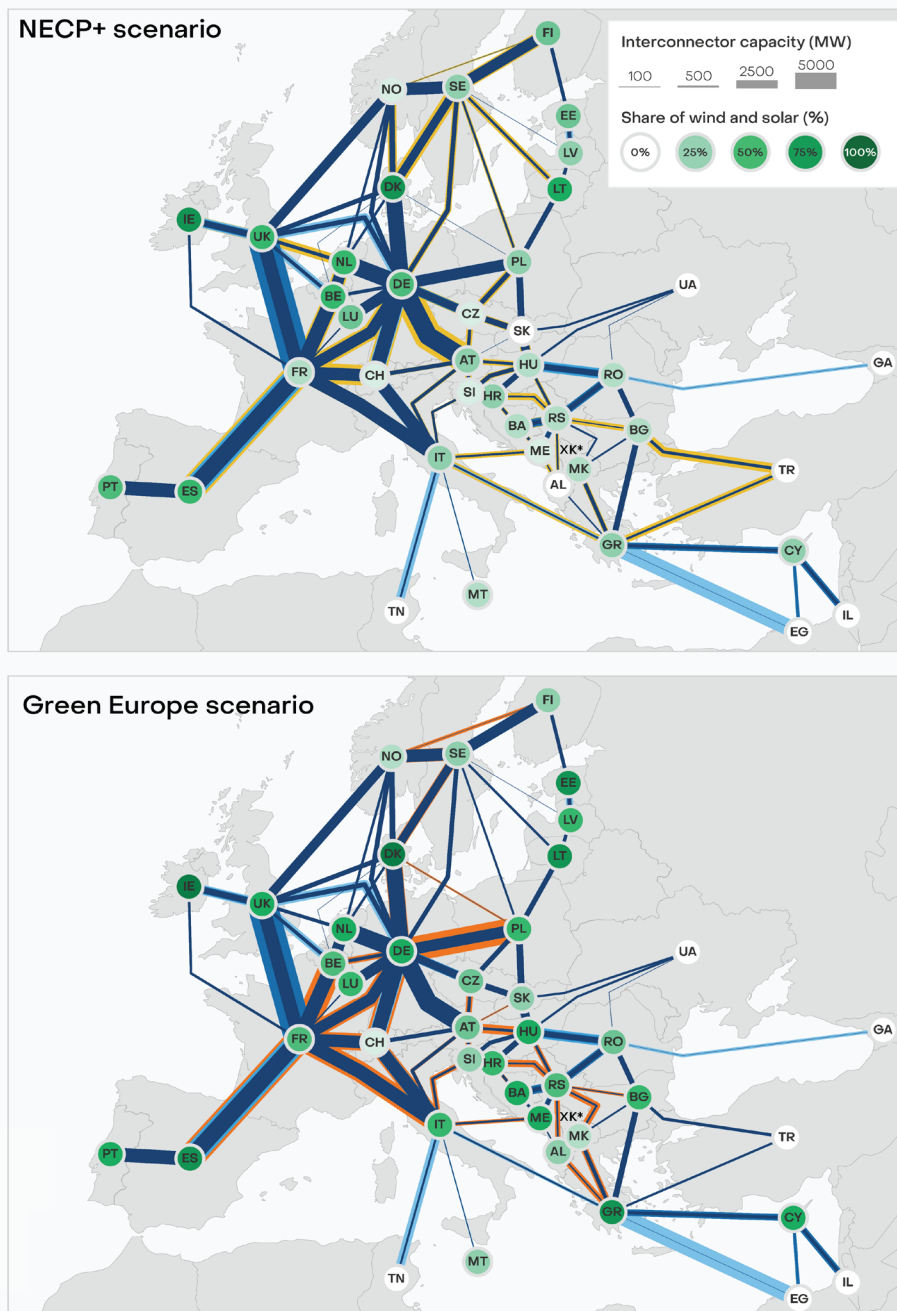 NECP+ scenario
Interconnector capacity (MW)
100 500 2500 5000
Share of wind and solar (%)
0% 25% 50% 75% 100%
FI
NO SE
EE
LV
DK LT
IE
UK
NL PL
DE
UA
BE
LU
CZ
SK
AT HU
GA
FR CH RO
SI HR
BA RS
BG
ME XK*
IT MK
TR
AL
PT ES
GR
CY
MT
TN IL
EG
Green Europe scenario
FI
NO SE
EE
LV
DK LT
IE
UK
NL PL
DE
UA
BE
LU
CZ
SK
AT HU
GA
FR CH RO
SI HR
BA RS
BG
ME XK*
IT MK
TR
AL
PT ES
GR
CY
MT
TN IL
EG